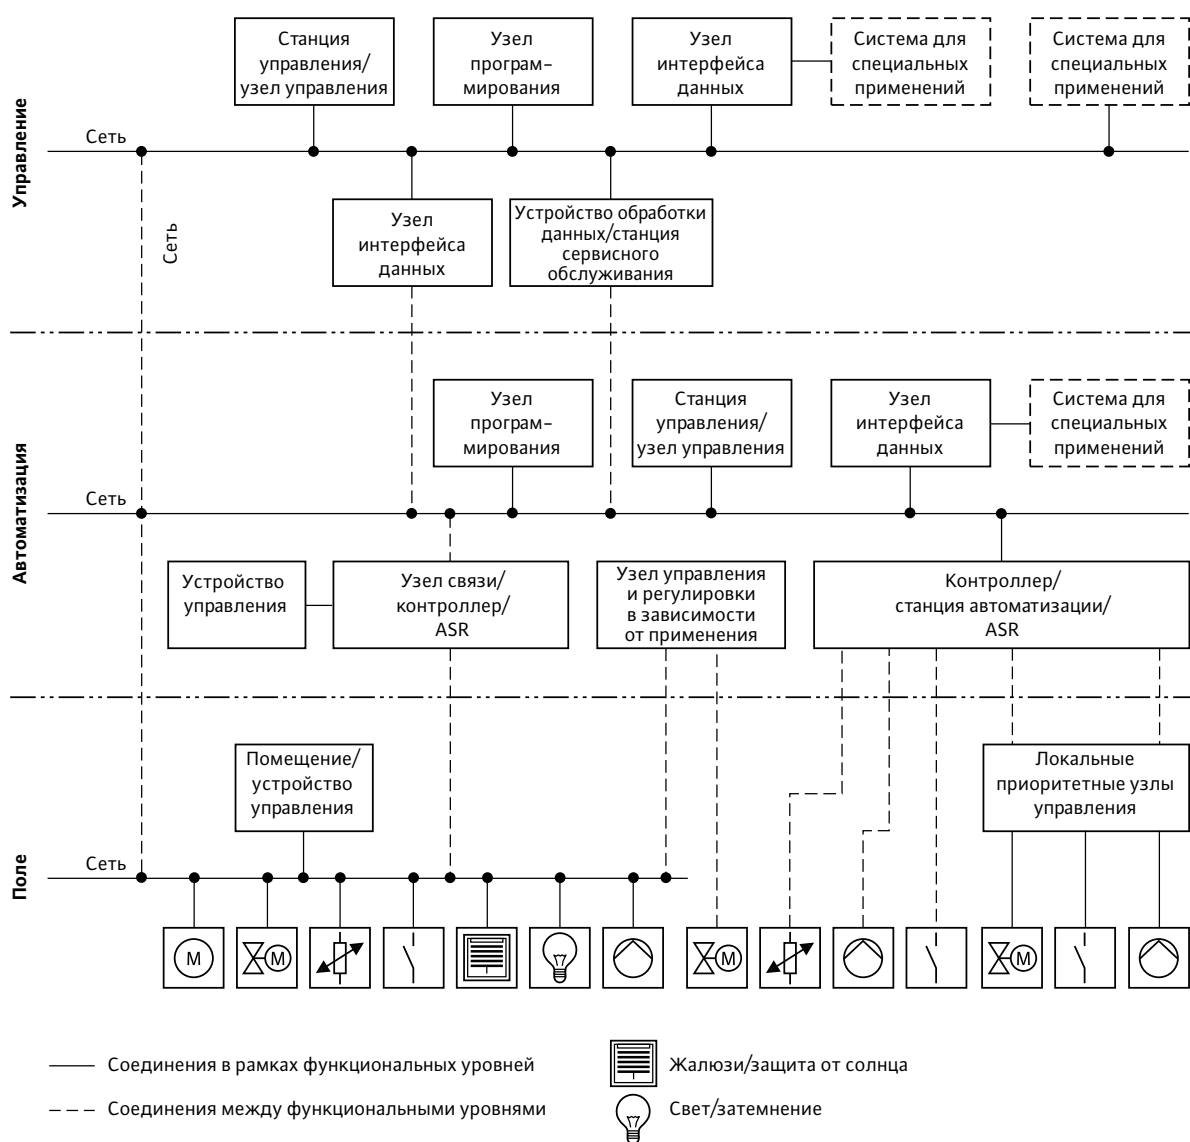 Станция
управления/
узел управления
Узел
програм-
мирования
Узел
интерфейса
данных
Система для
специальных
применений
Система для
специальных
применений
Управление
Сеть
Сеть
Узел
интерфейса
данных
Устройство обработки
данных/станция
сервисного
обслуживания
Узел
програм-
мирования
Станция
управления/
узел управления
Узел
интерфейса
данных
Система для
специальных
применений
Автоматизация
Сеть
Устройство
управления
Узел связи/
контроллер/
ASR
Узел управления
и регулировки
в зависимости
от применения
Контроллер/
станция автоматизации/
ASR
Помещение/
устройство
управления
Локальные
приоритетные узлы
управления
Поле
Сеть
M
M
M
M
Соединения в рамках функциональных уровней
Жалюзи/защита от солнца
Соединения между функциональными уровнями
Свет/затемнение